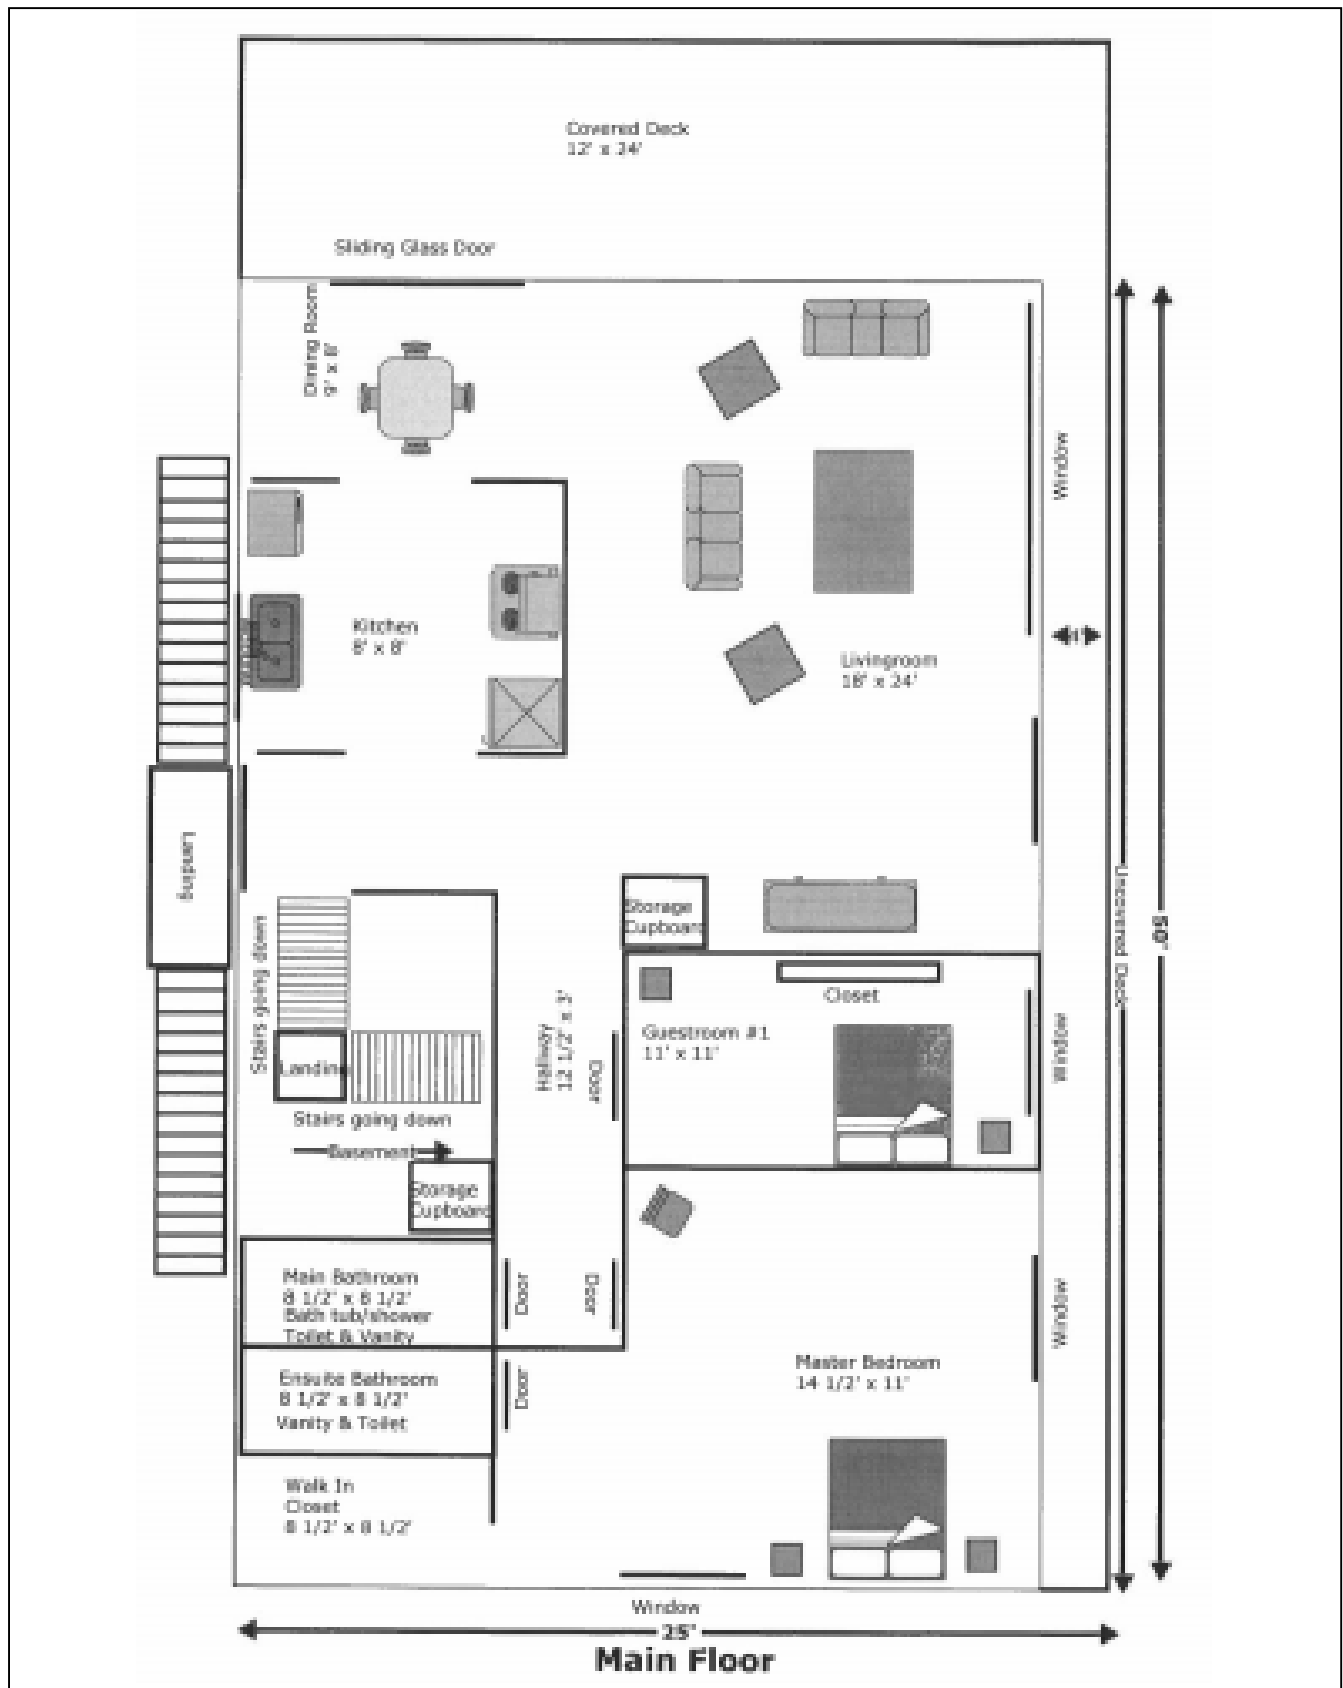 Covered Deck
12' x 24'
Sliding Glass Door
Dining Room
9' x 8'
Window
Kitchen
8' x 8'
Livingroom
18' x 24'
Landing
Storage
Cupboard
Stairs going down
Closet
Guestroom #1
11' x 11'
Hallway
12 1/2' x 3'
Door
Window
Uncovered Deck
50'
Landing
Stairs going down
Basement
Storage
Cupboard
Main Bathroom
8 1/2' x 8 1/2'
Bath tub/shower
Toilet & Vanity
Door
Door
Window
Ensuite Bathroom
8 1/2' x 8 1/2'
Vanity & Toilet
Door
Master Bedroom
14 1/2' x 11'
Walk In
Closet
8 1/2' x 8 1/2'
Window
25'
Main Floor